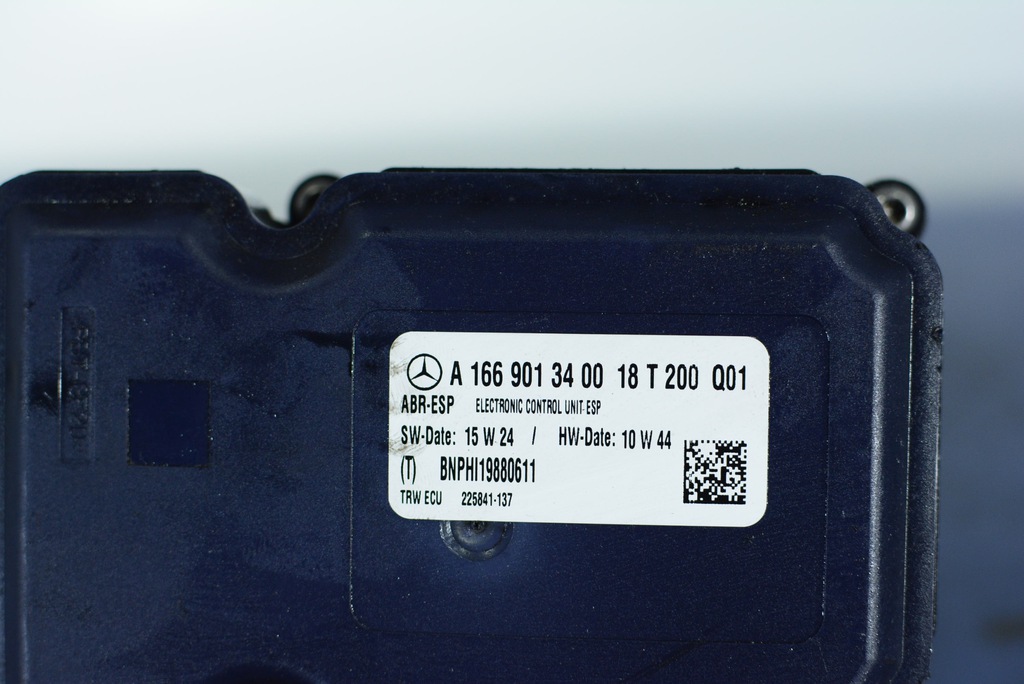 A 166 901 34 00 18 T 200 Q01
ABR-ESP ELECTRONIC CONTROL UNIT-ESP
SW-Date: 15 W 24 / HW-Date: 10 W 44
(T) BNPHI19880611
TRW ECU 225841-137